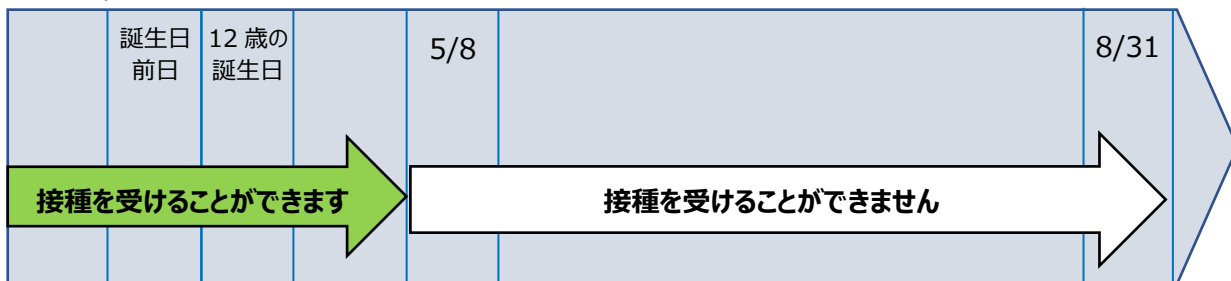 誕生日
前日
12 歳の
誕生日
5/8
8/31
接種を受けることができます
接種を受けることができません